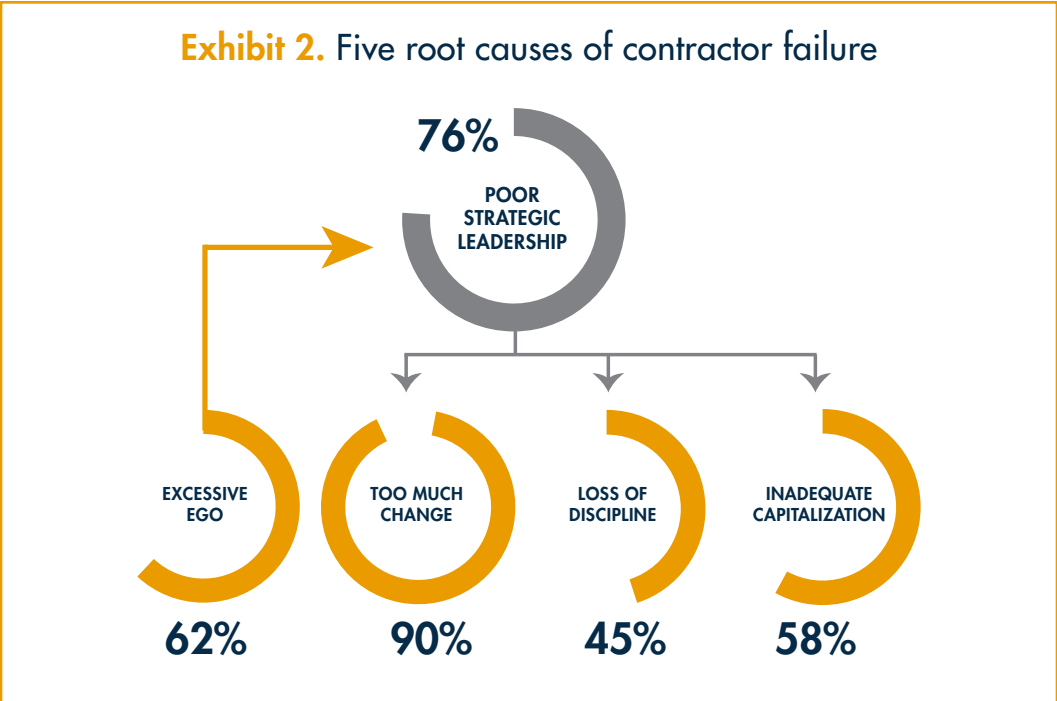 Exhibit 2. Five root causes of contractor failure
76%
POOR
STRATEGIC
LEADERSHIP
EXCESSIVE
EGO
62%
TOO MUCH
CHANGE
90%
LOSS OF
DISCIPLINE
45%
INADEQUATE
CAPITALIZATION
58%